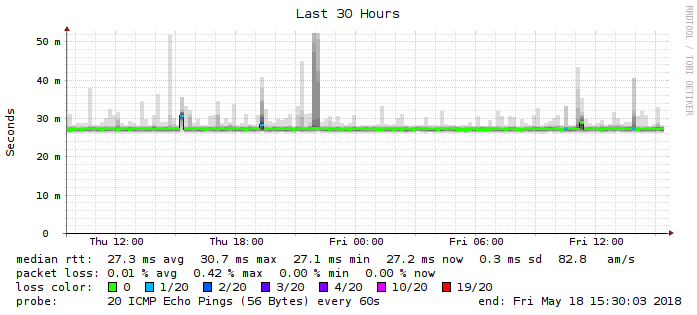 Last 30 Hours
RRDTOOL / TOBI OETIKER
Seconds
50 m
40 m
30 m
20 m
10 m
0
Thu 12:00 Thu 18:00 Fri 00:00 Fri 06:00 Fri 12:00
median rtt: 27.3 ms avg 30.7 ms max 27.1 ms min 27.2 ms now 0.3 ms sd 82.8 am/s
packet loss: 0.01 % avg 0.42 % max 0.00 % min 0.00 % now
loss color: 0 1/20 2/20 3/20 4/20 10/20 19/20
probe: 20 ICMP Echo Pings (56 Bytes) every 60s end: Fri May 18 15:30:03 2018